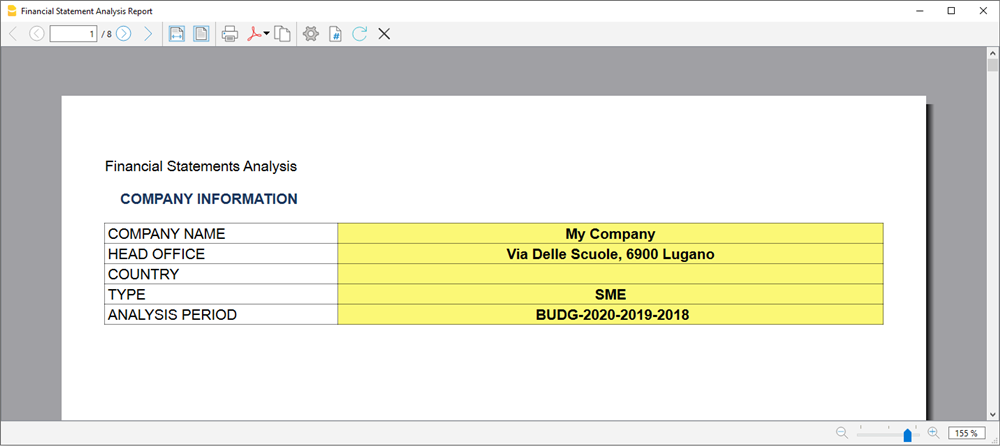 Financial Statement Analysis Report
1 / 8
Financial Statements Analysis
COMPANY INFORMATION
COMPANY NAME My Company
HEAD OFFICE Via Delle Scuole, 6900 Lugano
COUNTRY
TYPE SME
ANALYSIS PERIOD BUDG-2020-2019-2018
155 %